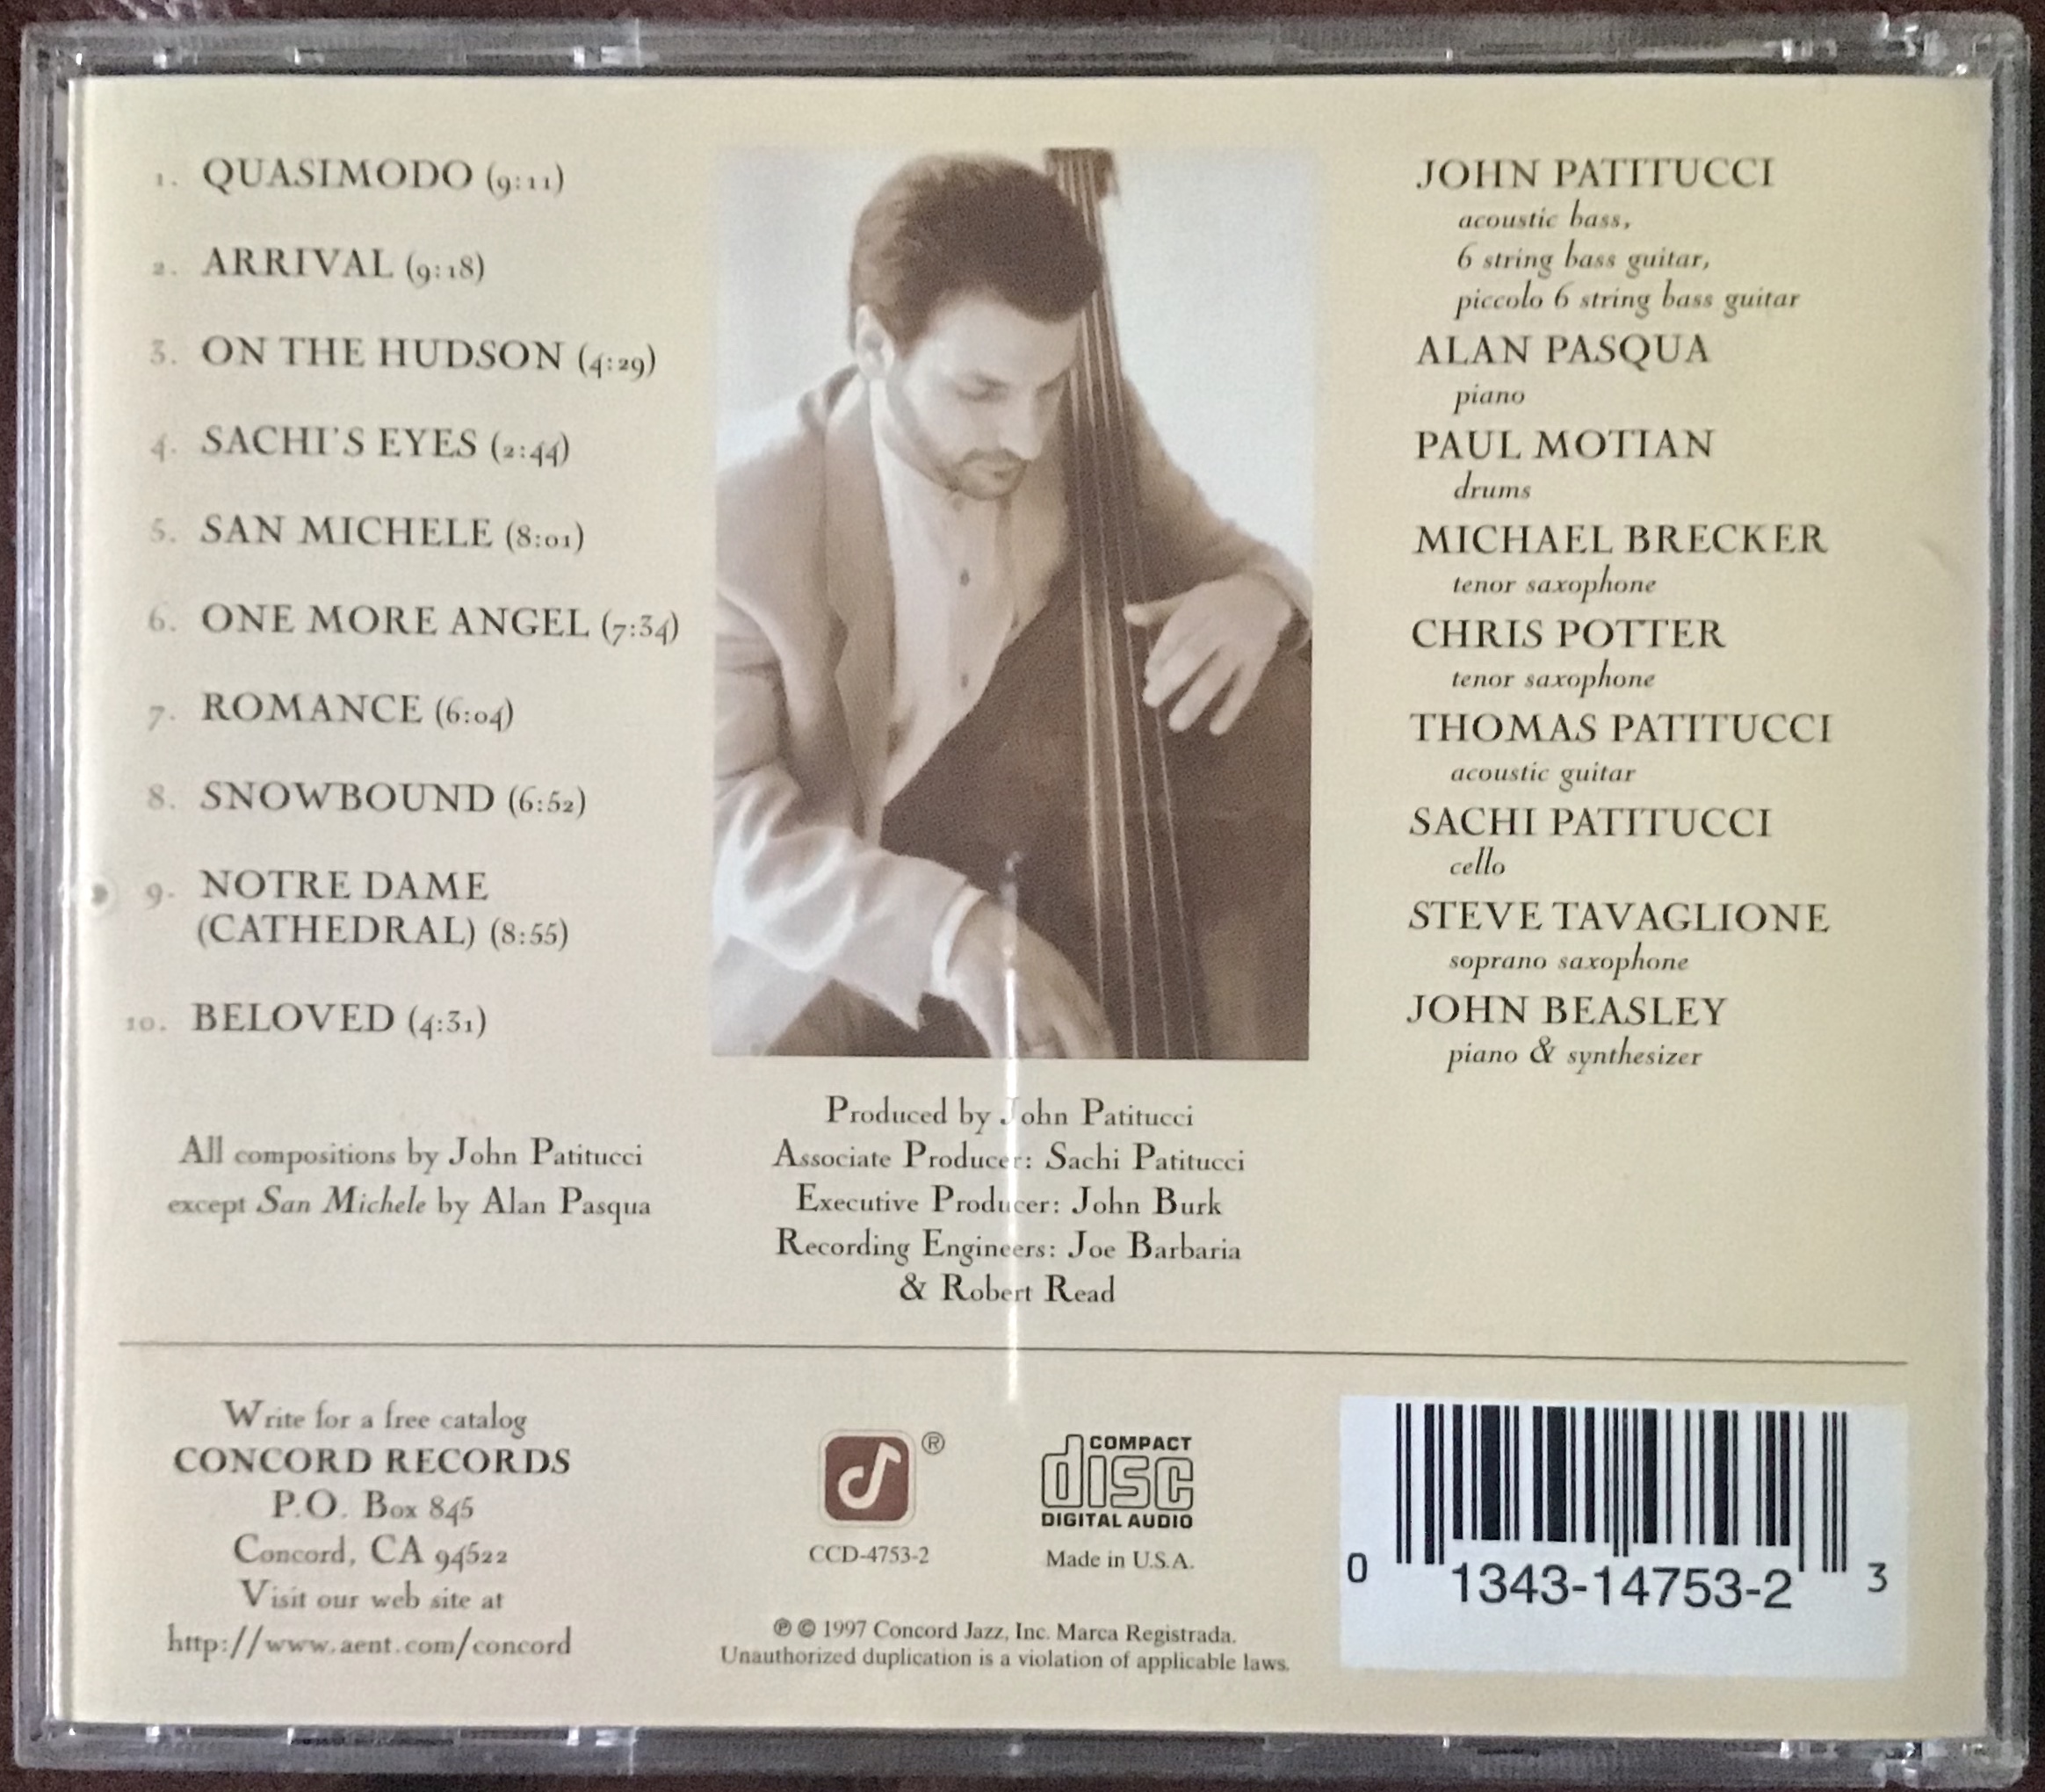 1. QUASIMODO (9:11)
2. ARRIVAL (9:18)
3. ON THE HUDSON (4:29)
4. SACHI'S EYES (2:44)
5. SAN MICHELE (8:01)
6. ONE MORE ANGEL (7:34)
7. ROMANCE (6:04)
8. SNOWBOUND (6:52)
9. NOTRE DAME
(CATHEDRAL) (8:55)
10. BELOVED (4:31)
All compositions by John Patitucci
except San Michele by Alan Pasqua
JOHN PATITUCCI
acoustic bass,
6 string bass guitar,
piccolo 6 string bass guitar
ALAN PASQUA
piano
PAUL MOTIAN
drums
MICHAEL BRECKER
tenor saxophone
CHRIS POTTER
tenor saxophone
THOMAS PATITUCCI
acoustic guitar
SACHI PATITUCCI
cello
STEVE TAVAGLIONE
soprano saxophone
JOHN BEASLEY
piano & synthesizer
Produced by John Patitucci
Associate Producer: Sachi Patitucci
Executive Producer: John Burk
Recording Engineers: Joe Barbaria
& Robert Read
Write for a free catalog
CONCORD RECORDS
P.O. Box 845
Concord, CA 94522
Visit our web site at
http://www.aent.com/concord
®
CCD-4753-2
COMPACT
disc
DIGITAL AUDIO
Made in U.S.A.
℗ © 1997 Concord Jazz, Inc. Marca Registrada.
Unauthorized duplication is a violation of applicable laws.
0 1343-14753-2 3